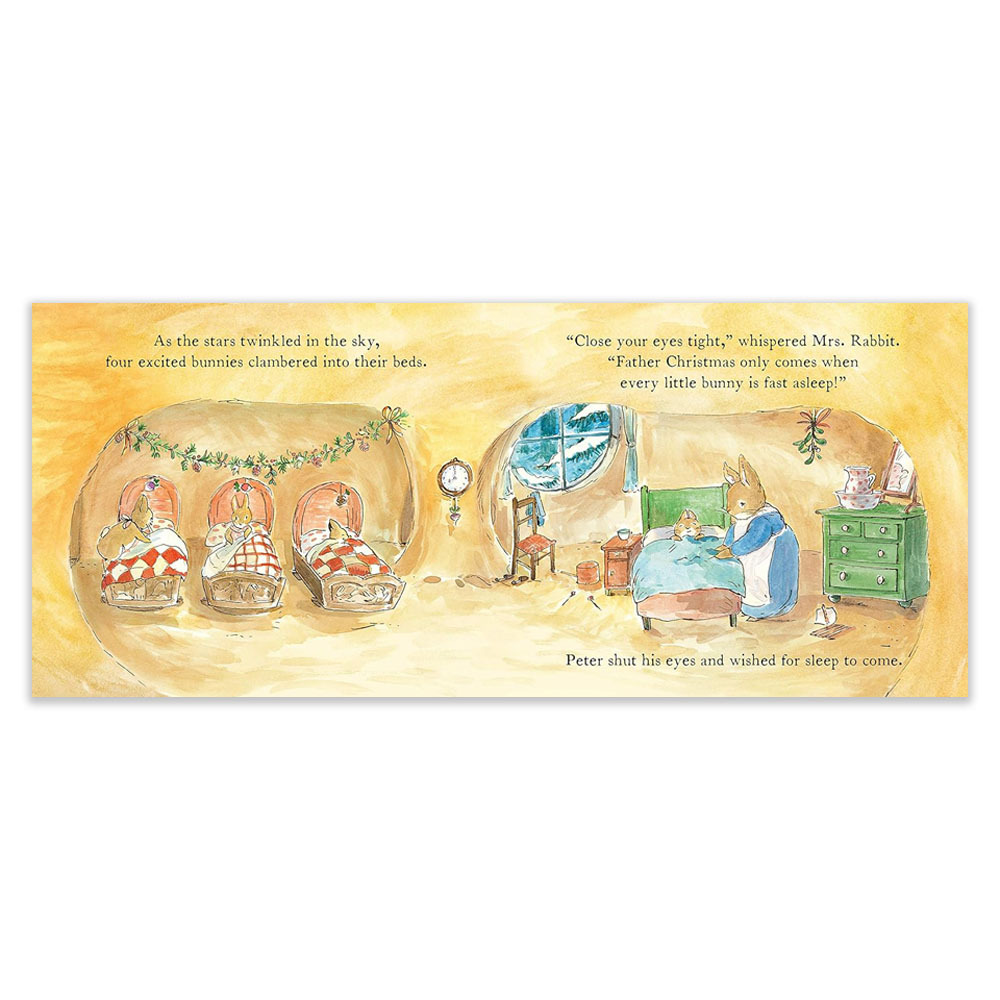 As the stars twinkled in the sky,
four excited bunnies clambered into their beds.
“Close your eyes tight,” whispered Mrs. Rabbit.
“Father Christmas only comes when
every little bunny is fast asleep!”
Peter shut his eyes and wished for sleep to come.